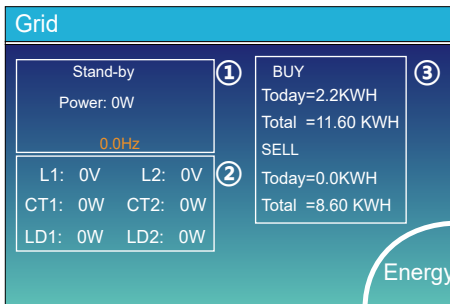 Grid
Stand-by ①
Power: 0W
0.0Hz
L1: 0V L2: 0V ②
CT1: 0W CT2: 0W
LD1: 0W LD2: 0W
BUY ③
Today=2.2KWH
Total =11.60 KWH
SELL
Today=0.0KWH
Total =8.60 KWH
Energy